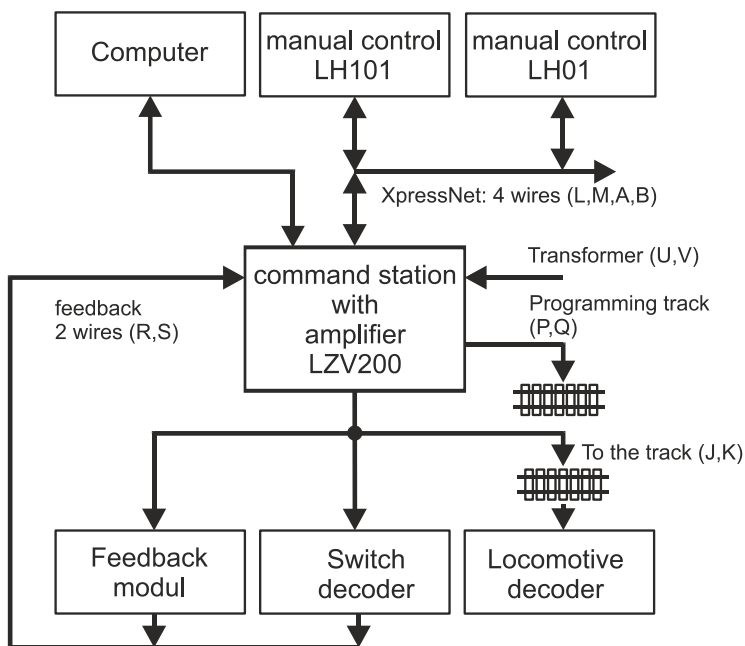 Computer
manual control
LH101
manual control
LH01
XpressNet: 4 wires (L,M,A,B)
Transformer (U,V)
command station
with
amplifier
LZV200
feedback
2 wires (R,S)
Programming track
(P,Q)
To the track (J,K)
Feedback
modul
Switch
decoder
Locomotive
decoder